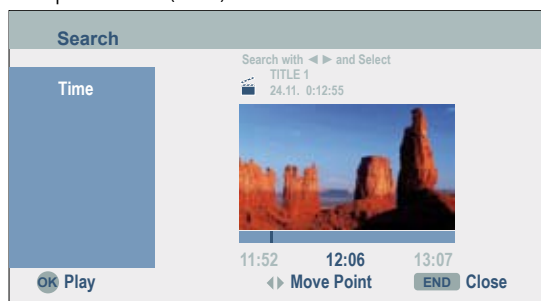 Search
Search with ◄ ► and Select
TITLE 1
24.11. 0:12:55
Time
11:52 12:06 13:07
OK Play
Move Point
END Close